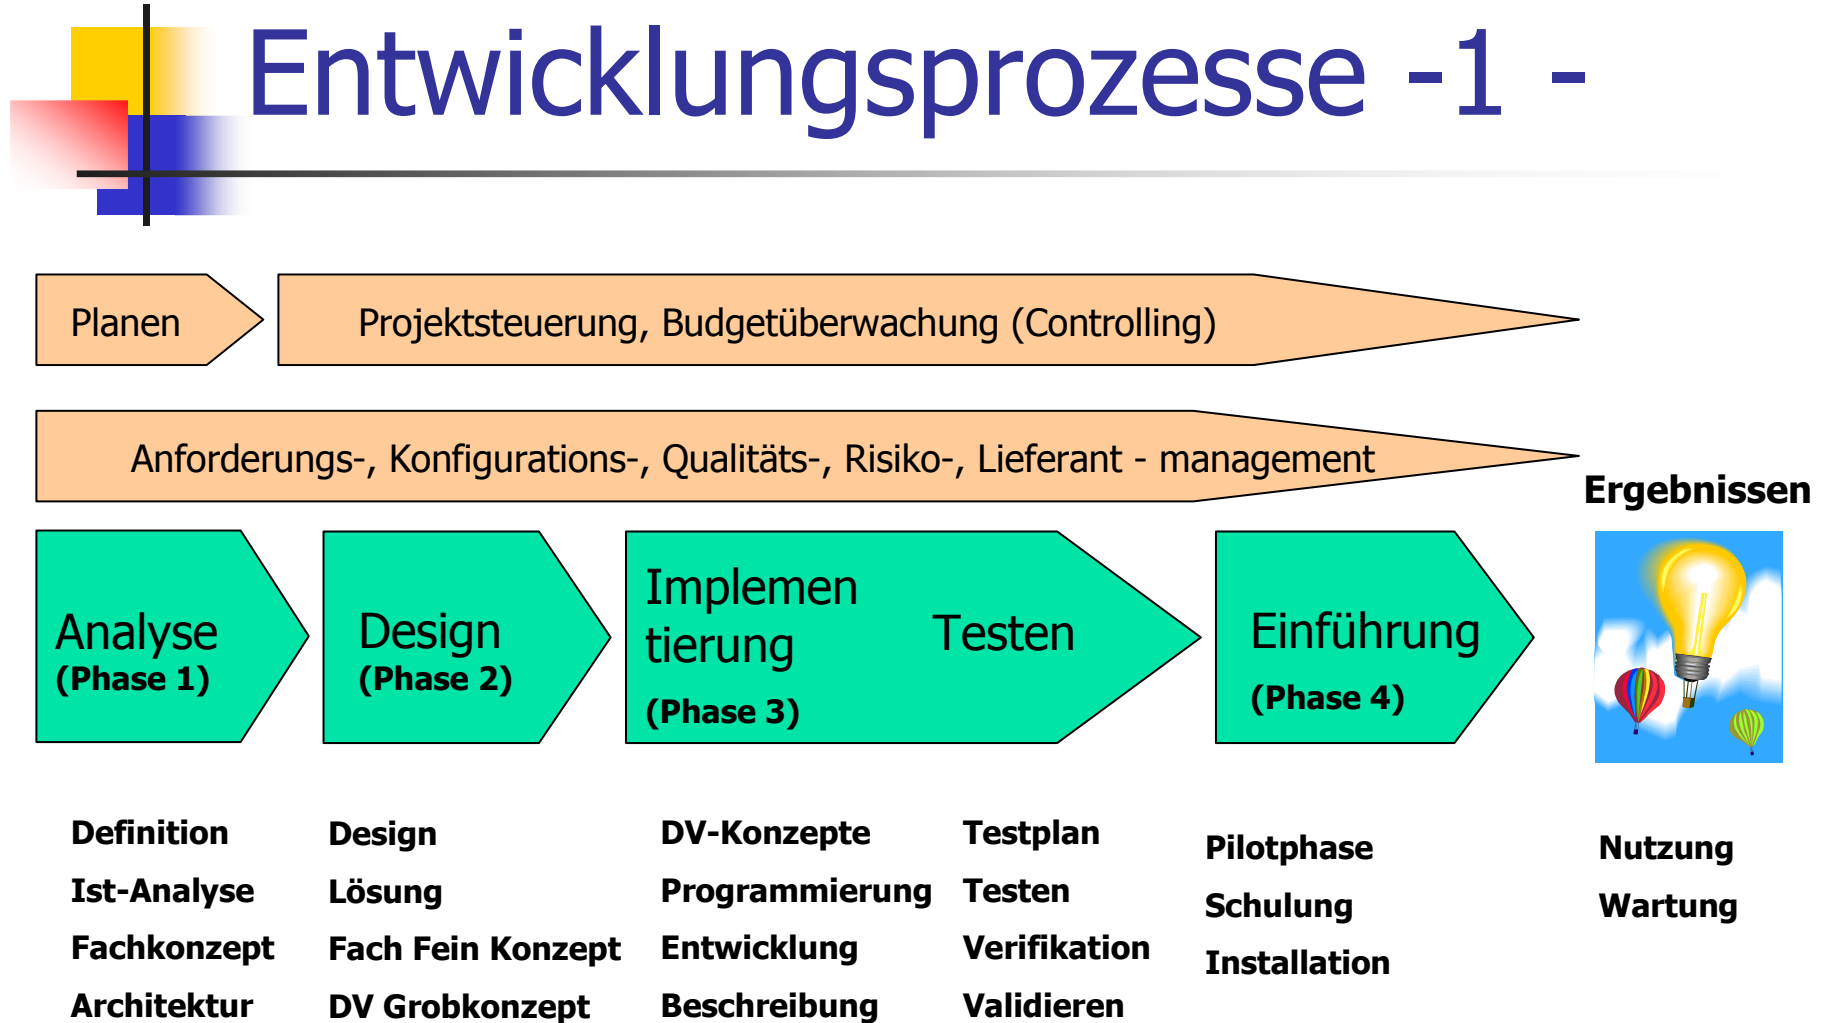 Entwicklungsprozesse -1 -
Planen
Projektsteuerung, Budgetüberwachung (Controlling)
Anforderungs-, Konfigurations-, Qualitäts-, Risiko-, Lieferant - management
Ergebnissen
Analyse
(Phase 1)
Design
(Phase 2)
Implemen
tierung
(Phase 3)
Testen
Einführung
(Phase 4)
Definition
Ist-Analyse
Fachkonzept
Architektur
Design
Lösung
Fach Fein Konzept
DV Grobkonzept
DV-Konzepte
Programmierung
Entwicklung
Beschreibung
Testplan
Testen
Verifikation
Validieren
Pilotphase
Schulung
Installation
Nutzung
Wartung